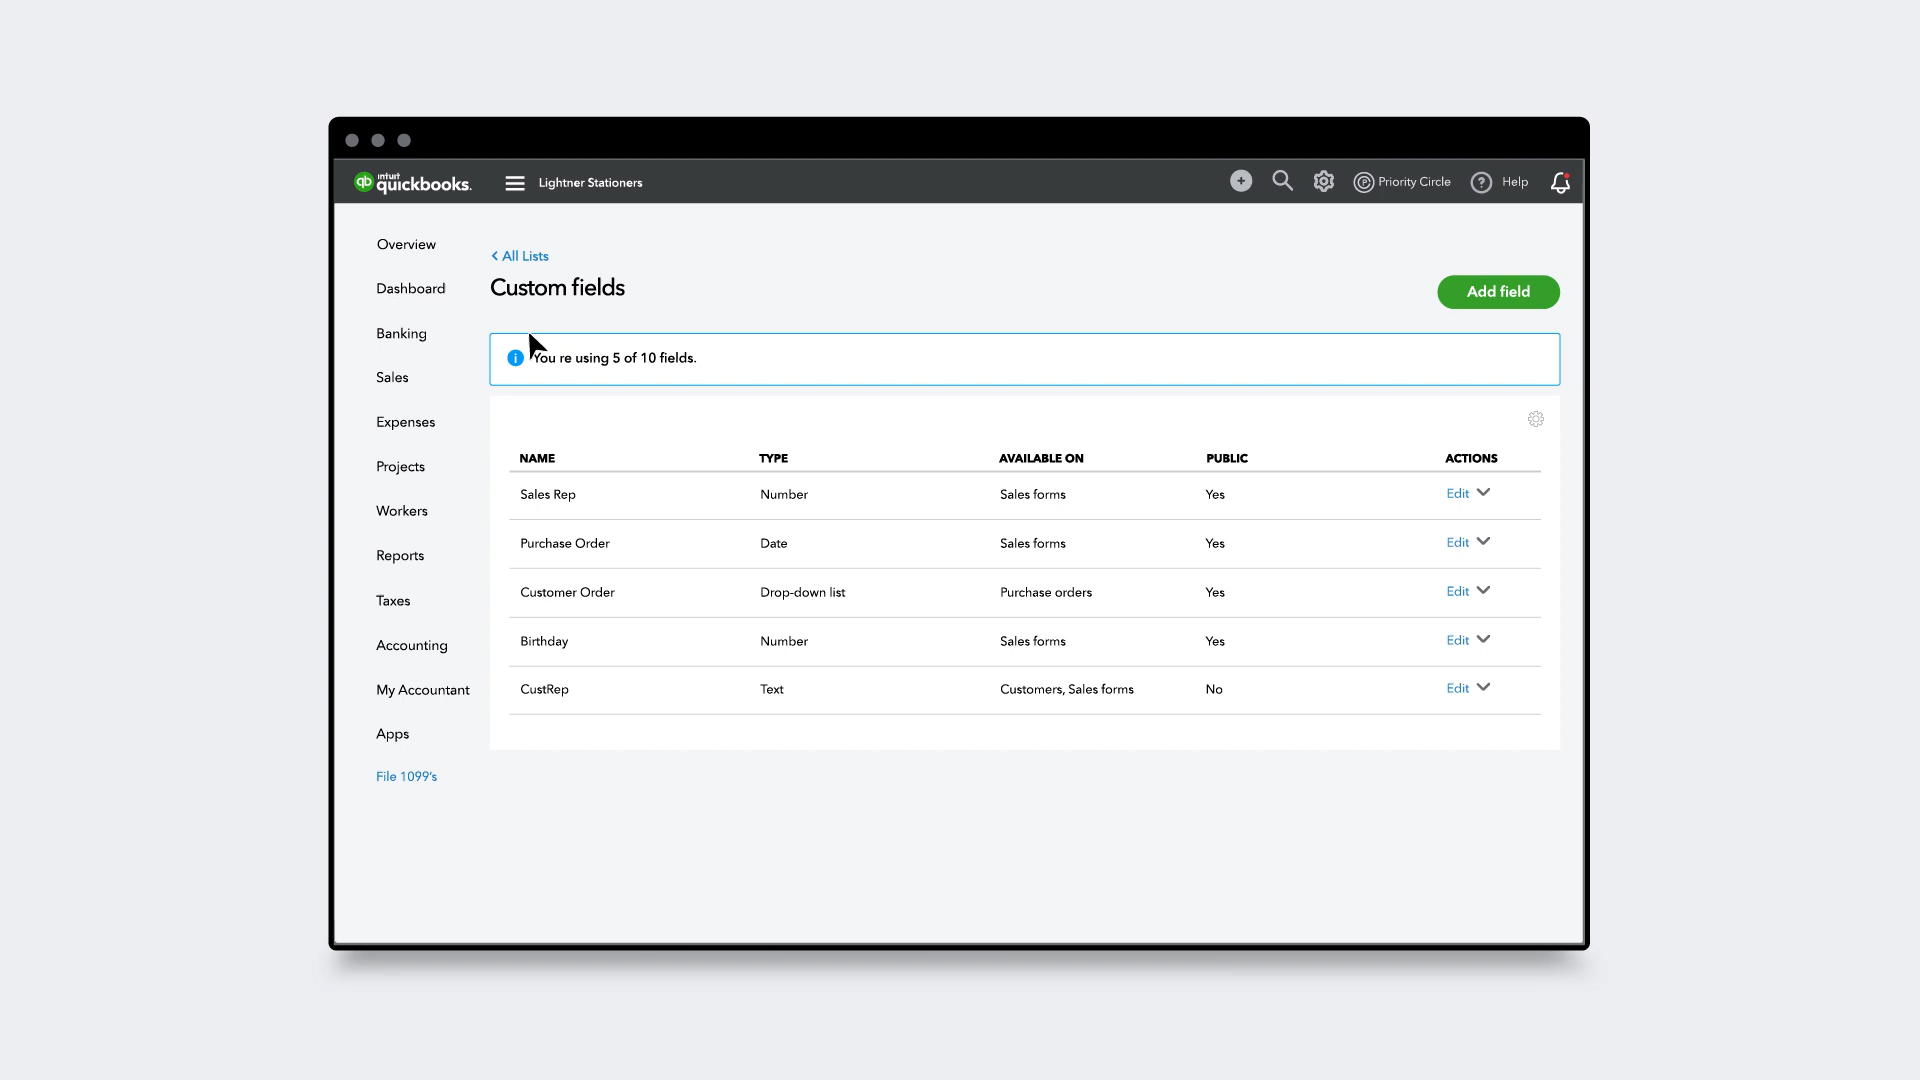 intuit
quickbooks.
Lightner Stationers
Priority Circle
Help
Overview
Dashboard
Banking
Sales
Expenses
Projects
Workers
Reports
Taxes
Accounting
My Accountant
Apps
File 1099's
All Lists
Custom fields
Add field
You re using 5 of 10 fields.
NAME TYPE AVAILABLE ON PUBLIC ACTIONS
Sales Rep Number Sales forms Yes Edit
Purchase Order Date Sales forms Yes Edit
Customer Order Drop-down list Purchase orders Yes Edit
Birthday Number Sales forms Yes Edit
CustRep Text Customers, Sales forms No Edit